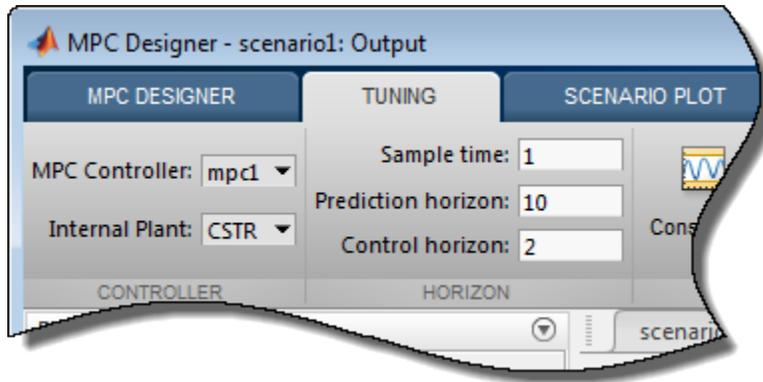 MPC Designer - scenario1: Output
MPC DESIGNER
TUNING
SCENARIO PLOT
MPC Controller: mpc1
Internal Plant: CSTR
Sample time: 1
Prediction horizon: 10
Control horizon: 2
CONTROLLER
HORIZON